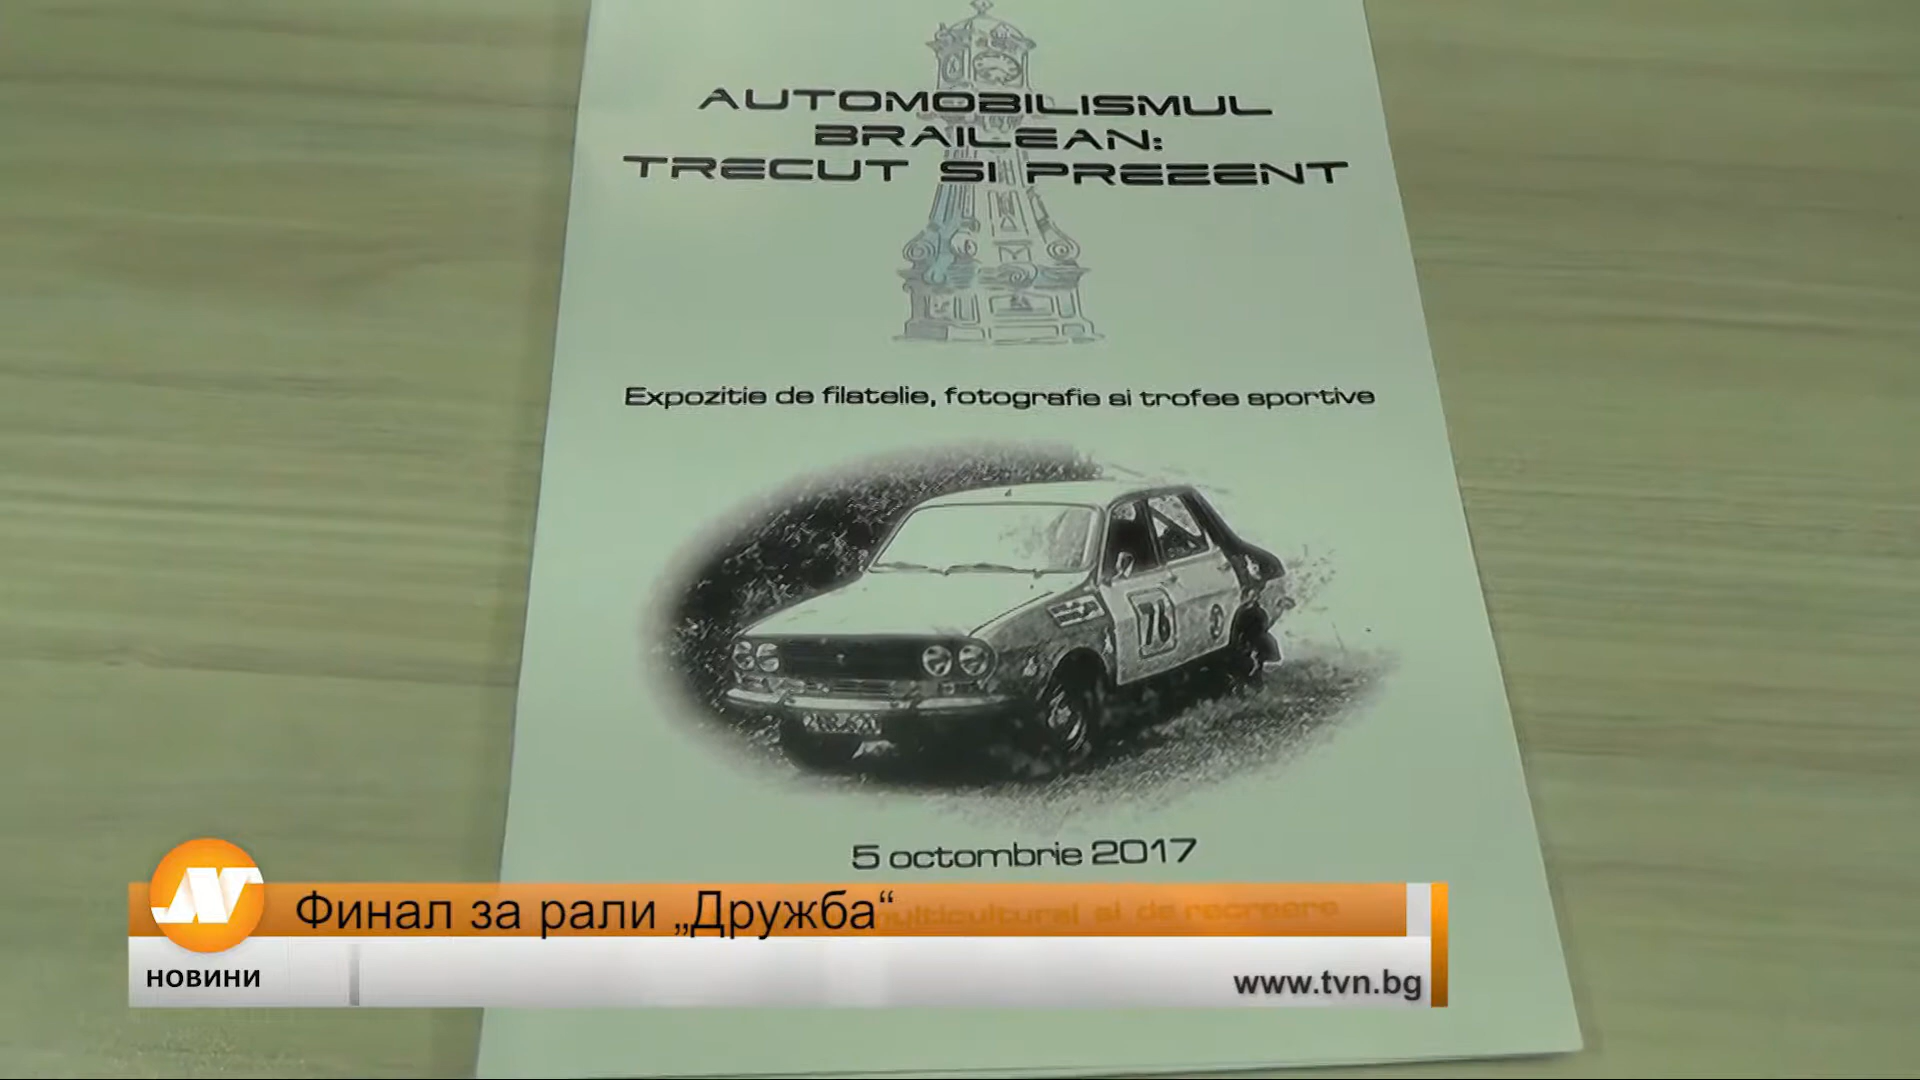 AUTOMOBILISMUL
BRAILEAN:
TRECUT SI PREZENT
Expozitie de filatelie, fotografie si trofee sportive
76
5 octombrie 2017
Финал за рали „Дружба“
multicultural si de recreere
НОВИНИ
www.tvn.bg